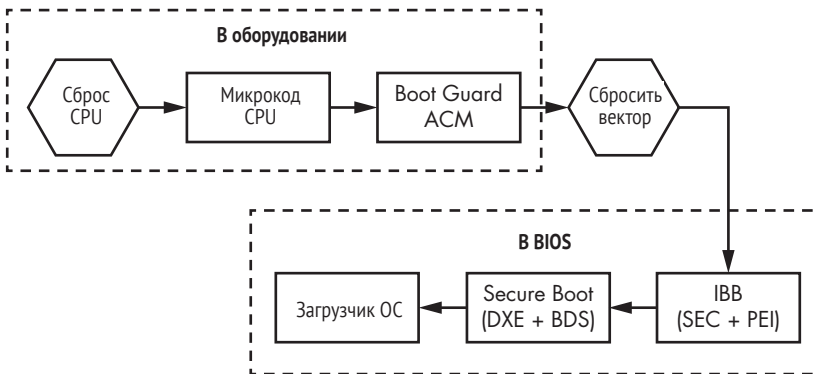 В оборудовании
Сброс
CPU
Микрокод
CPU
Boot Guard
ACM
Сбросить
вектор
В BIOS
Загрузчик ОС
Secure Boot
(DXE + BDS)
IBB
(SEC + PEI)